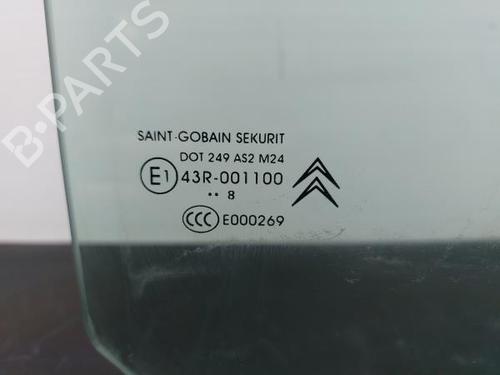 B-PARTS
SAINT-GOBAIN SEKURIT
DOT 249 AS2 M24
E1 43R-001100
.. 8
CCC E000269